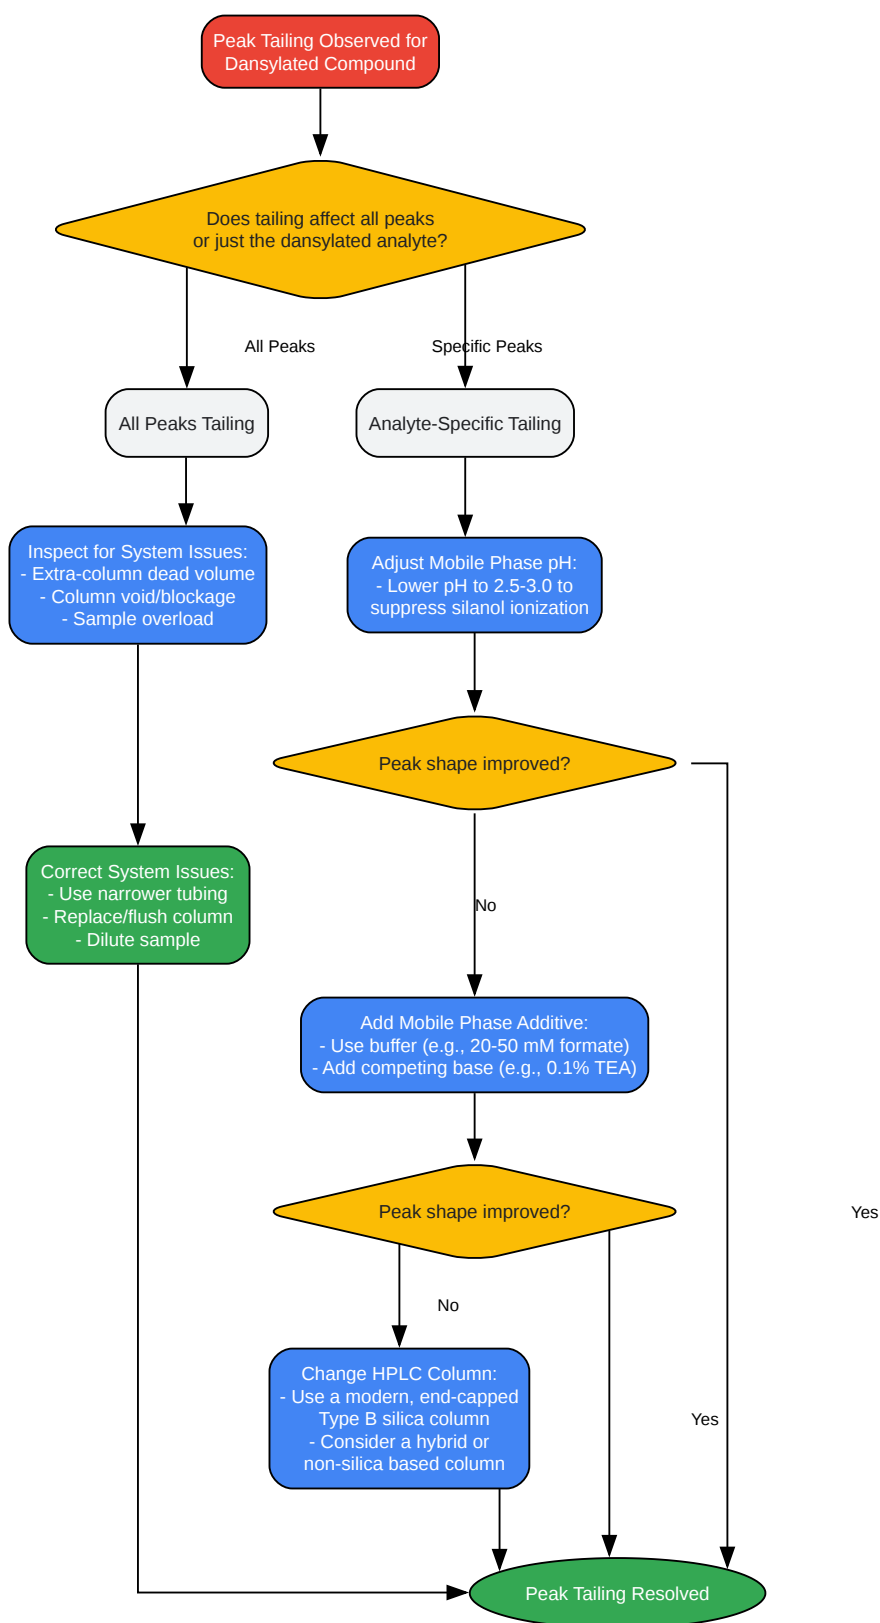 Peak Tailing Observed for
Dansylated Compound
Does tailing affect all peaks
or just the dansylated analyte?
All Peaks
Specific Peaks
All Peaks Tailing
Analyte-Specific Tailing
Inspect for System Issues:
- Extra-column dead volume
- Column void/blockage
- Sample overload
Adjust Mobile Phase pH:
- Lower pH to 2.5-3.0 to
suppress silanol ionization
Peak shape improved?
Correct System Issues:
- Use narrower tubing
- Replace/flush column
- Dilute sample
No
Add Mobile Phase Additive:
- Use buffer (e.g., 20-50 mM formate)
- Add competing base (e.g., 0.1% TEA)
Peak shape improved?
Yes
No
Change HPLC Column:
- Use a modern, end-capped
Type B silica column
- Consider a hybrid or
non-silica based column
Yes
Peak Tailing Resolved